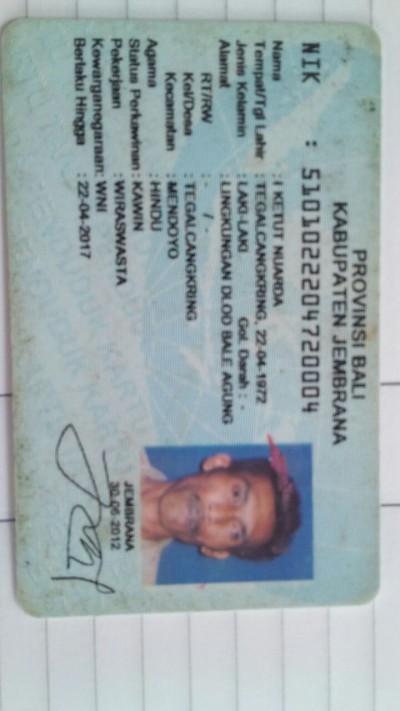 PROVINSI BALI
KABUPATEN JEMBRANA
NIK : 5101022204720004
Nama : I KETUT NUARDA
Tempat/Tgl Lahir : TEGALCANGKRING, 22-04-1972
Jenis Kelamin : LAKI-LAKI Gol. Darah : -
Alamat : LINGKUNGAN DLOD BALE AGUNG
RT/RW : - / -
Kel/Desa : TEGALCANGKRING
Kecamatan : MENDOYO
Agama : HINDU
Status Perkawinan : KAWIN
Pekerjaan : WIRASWASTA
Kewarganegaraan: WNI
Berlaku Hingga : 22-04-2017
JEMBRANA
30-06-2012